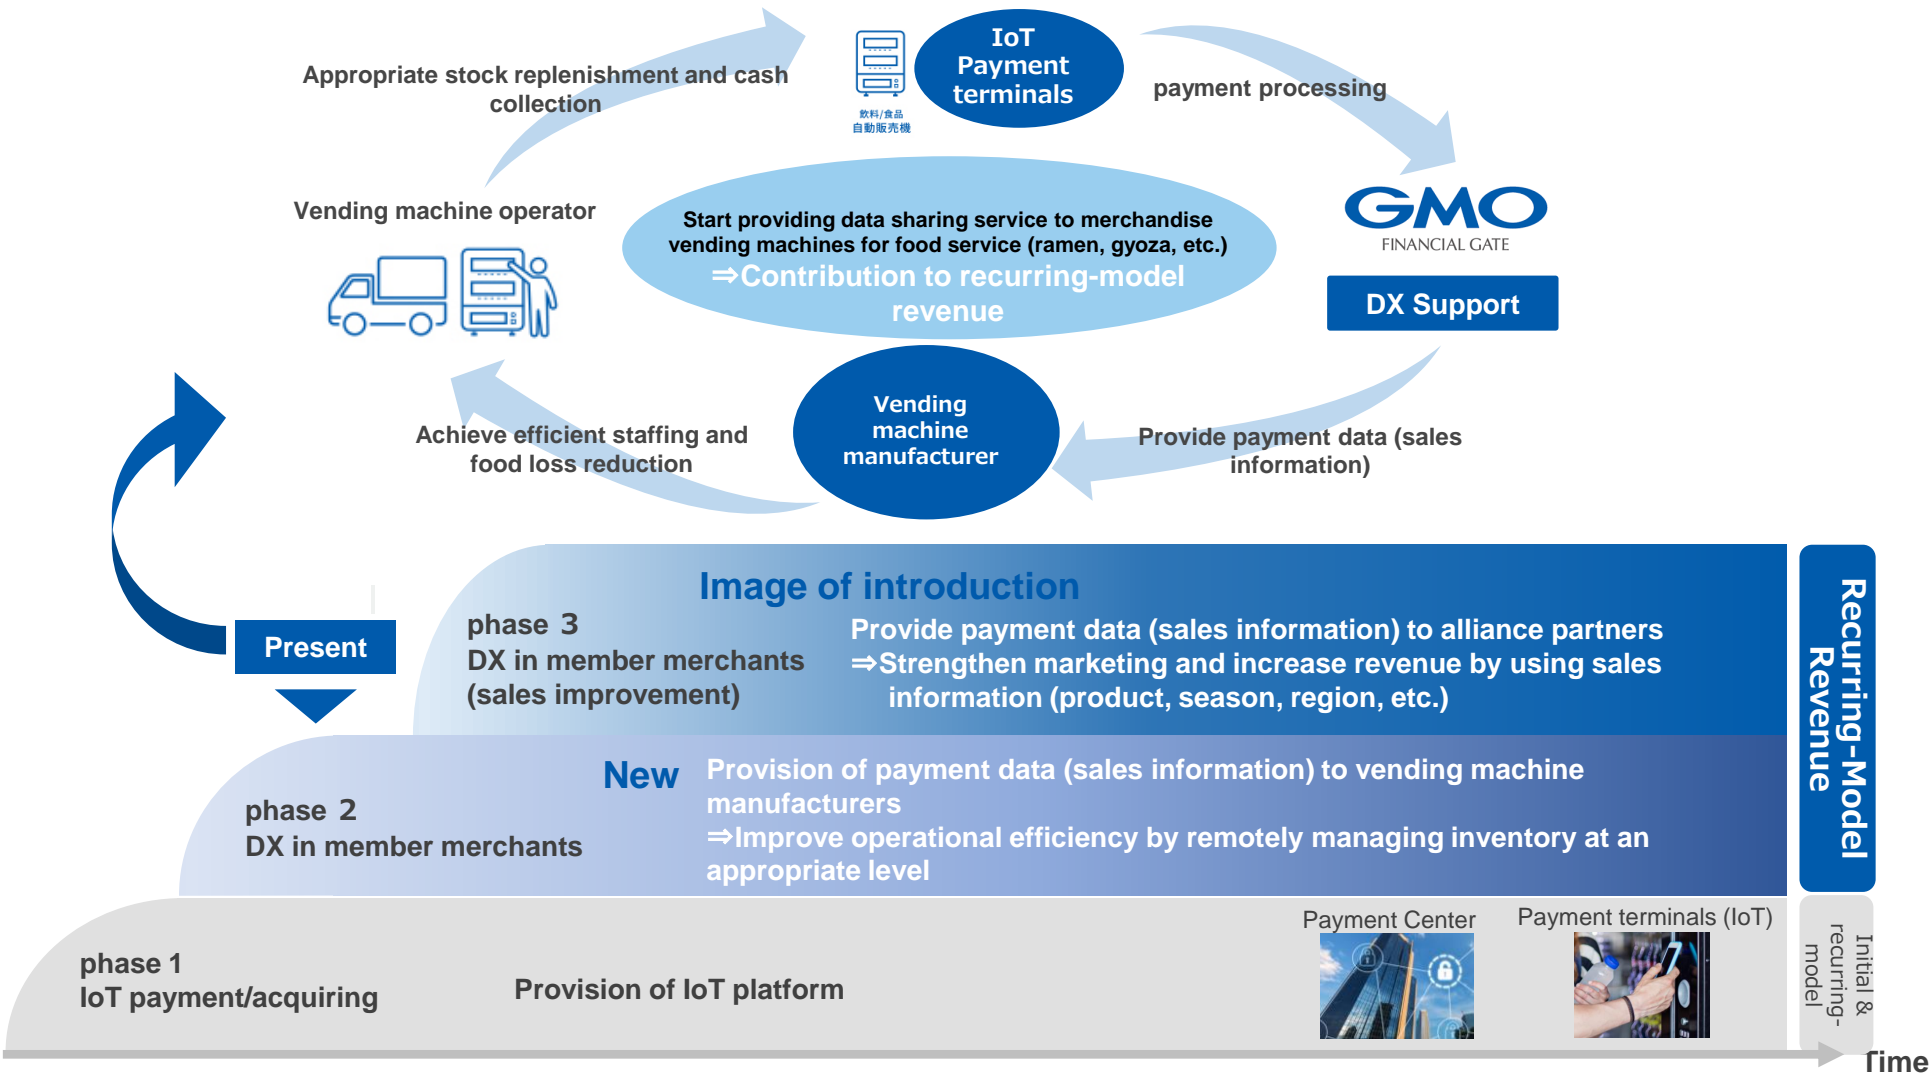 IoT
Payment
terminals
飲料/食品
自動販売機
Appropriate stock replenishment and cash
collection
payment processing
Vending machine operator
Start providing data sharing service to merchandise
vending machines for food service (ramen, gyoza, etc.)
⇒Contribution to recurring-model
revenue
GMO
FINANCIAL GATE
DX Support
Vending
machine
manufacturer
Achieve efficient staffing and
food loss reduction
Provide payment data (sales
information)
Present
Image of introduction
phase 3
DX in member merchants
(sales improvement)
Provide payment data (sales information) to alliance partners
⇒Strengthen marketing and increase revenue by using sales
information (product, season, region, etc.)
New
phase 2
DX in member merchants
Provision of payment data (sales information) to vending machine
manufacturers
⇒Improve operational efficiency by remotely managing inventory at an
appropriate level
Recurring-Model
Revenue
phase 1
IoT payment/acquiring
Provision of IoT platform
Payment Center
Payment terminals (IoT)
Initial &
recurring-
model
Time